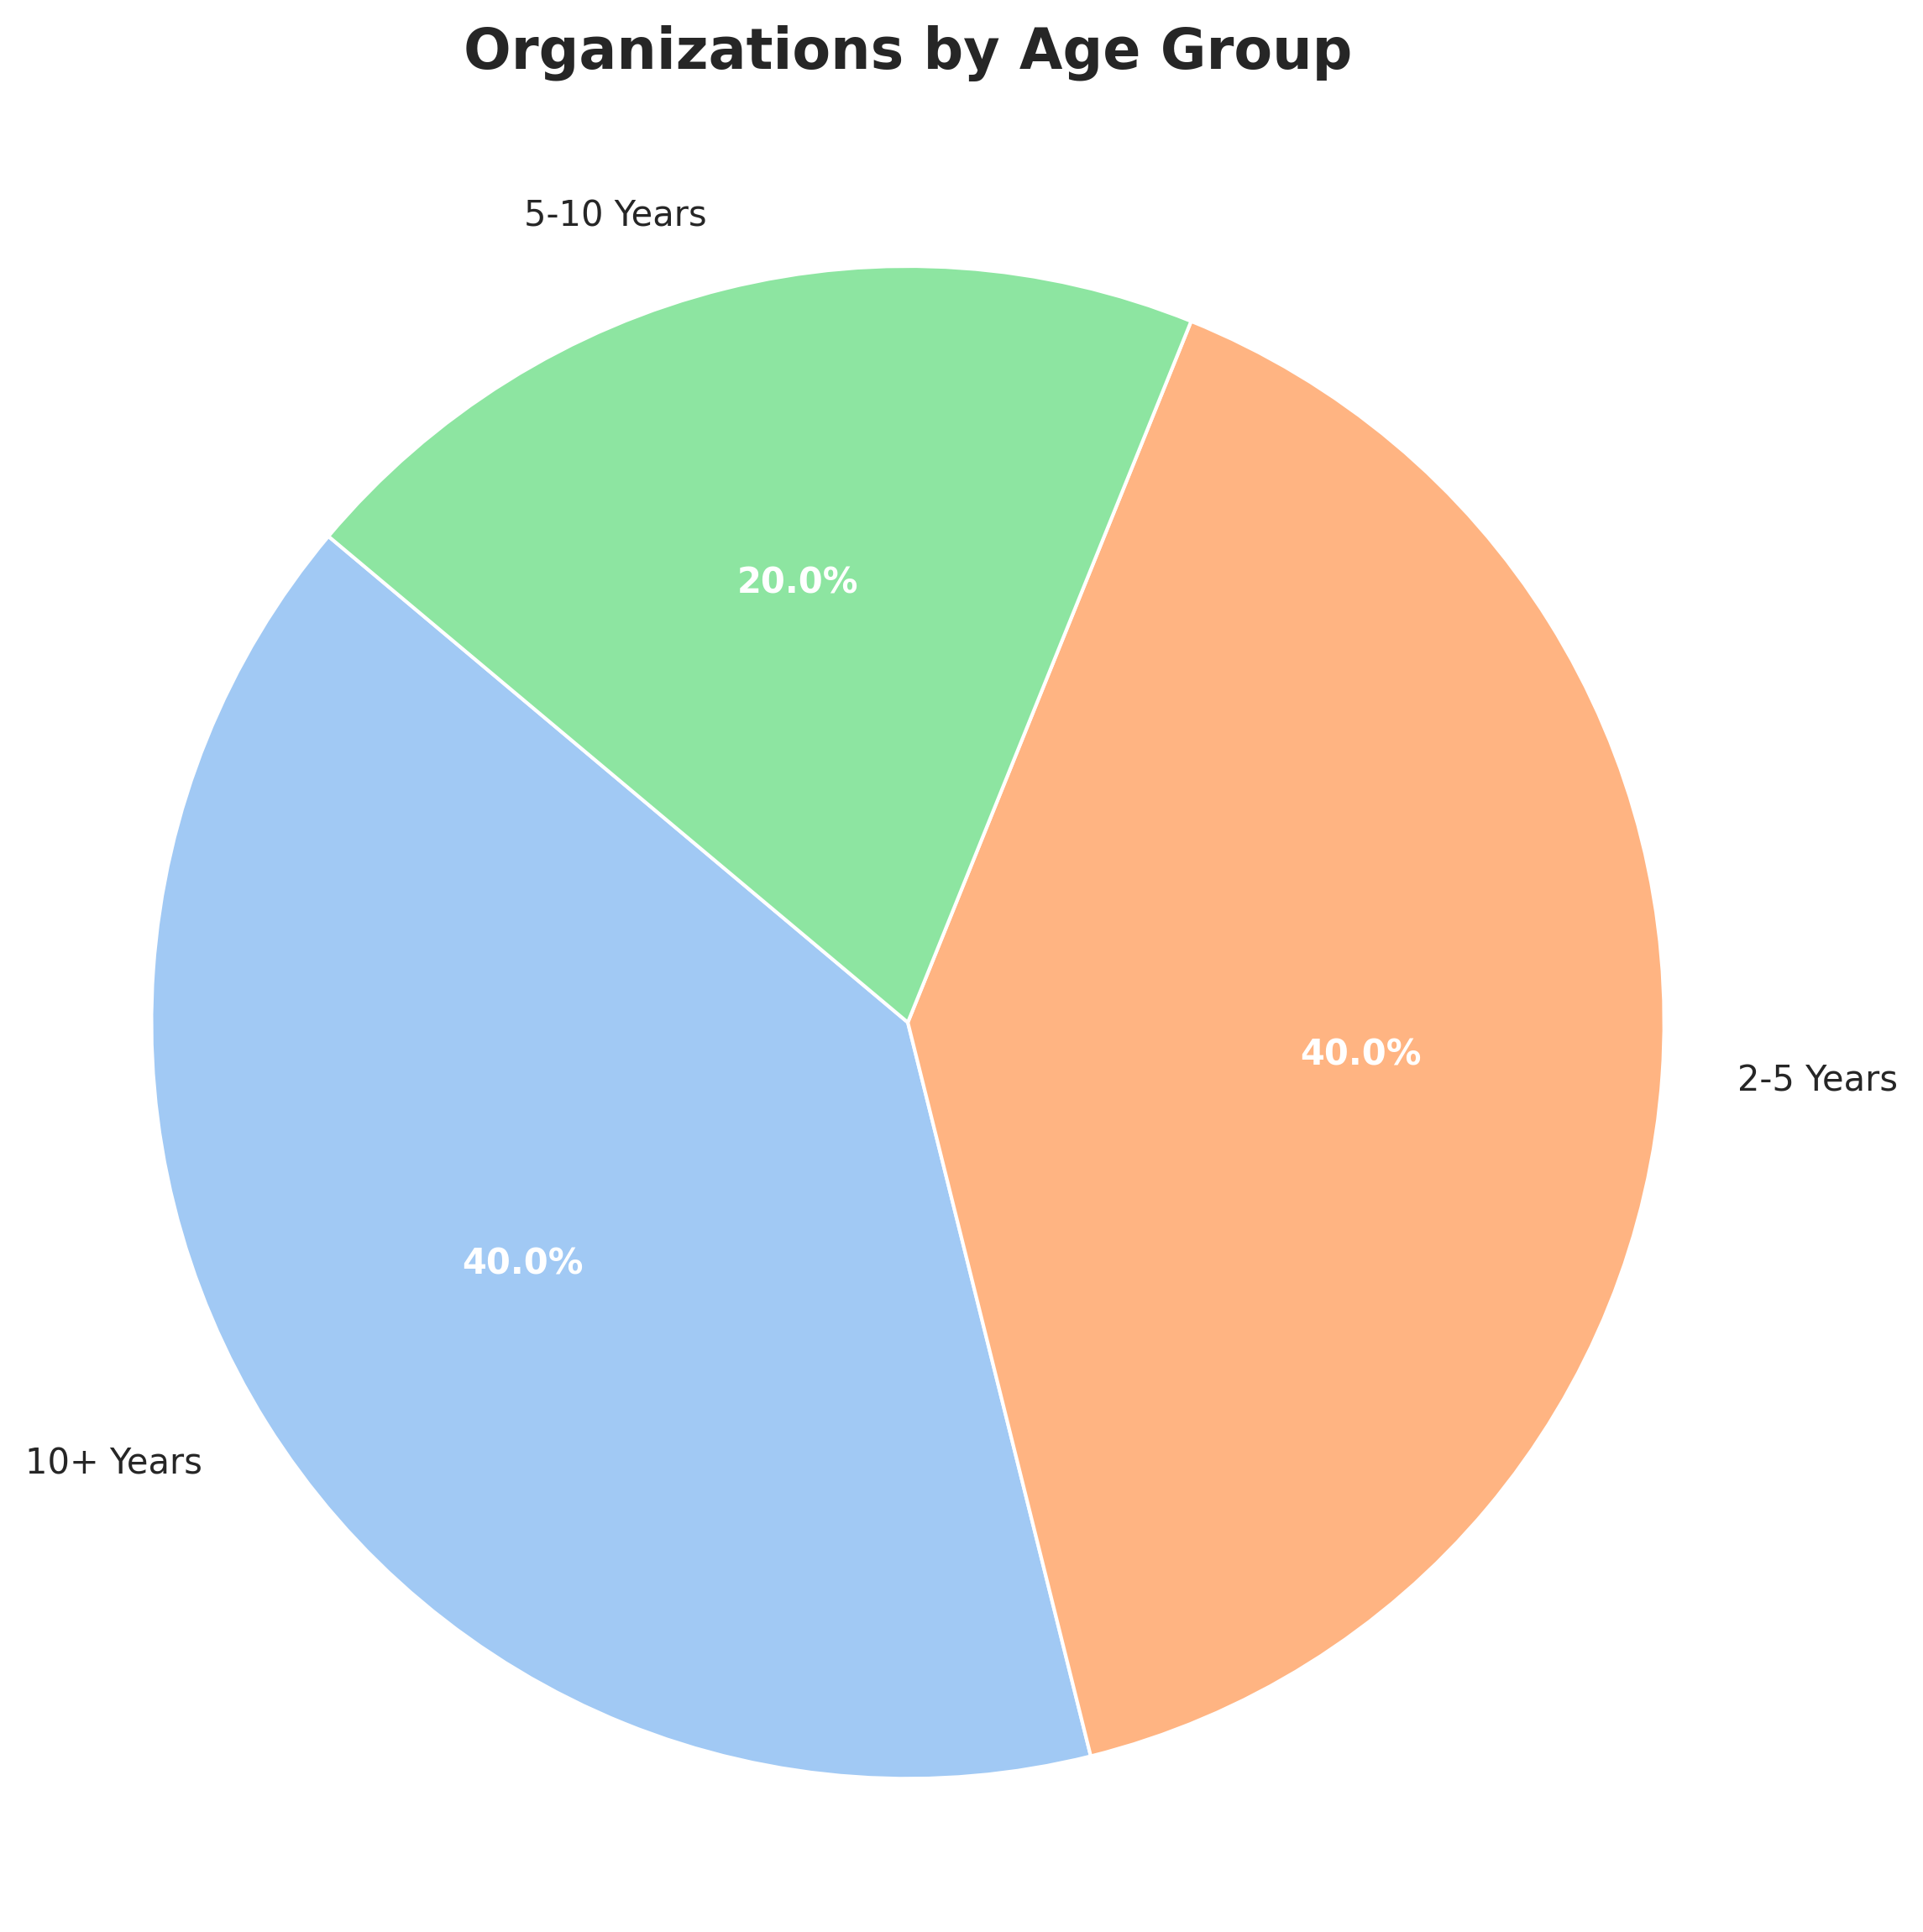 Organizations by Age Group
5-10 Years
20.0%
40.0%
2-5 Years
40.0%
10+ Years